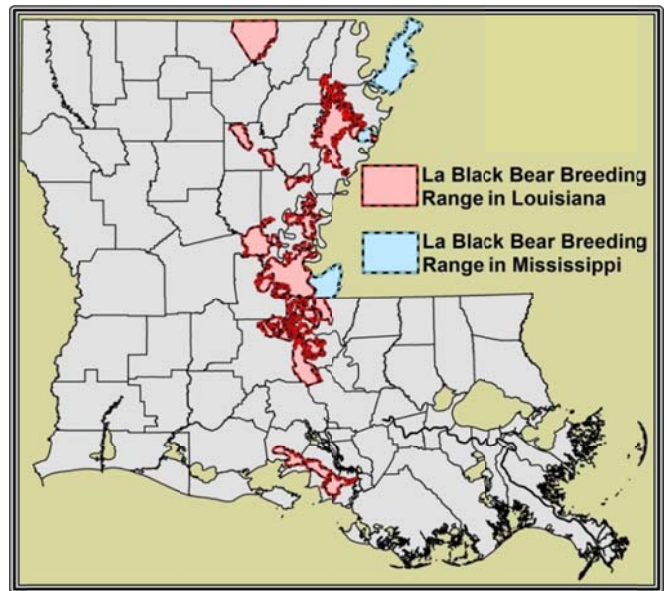 La Black Bear Breeding
Range in Louisiana
La Black Bear Breeding
Range in Mississippi